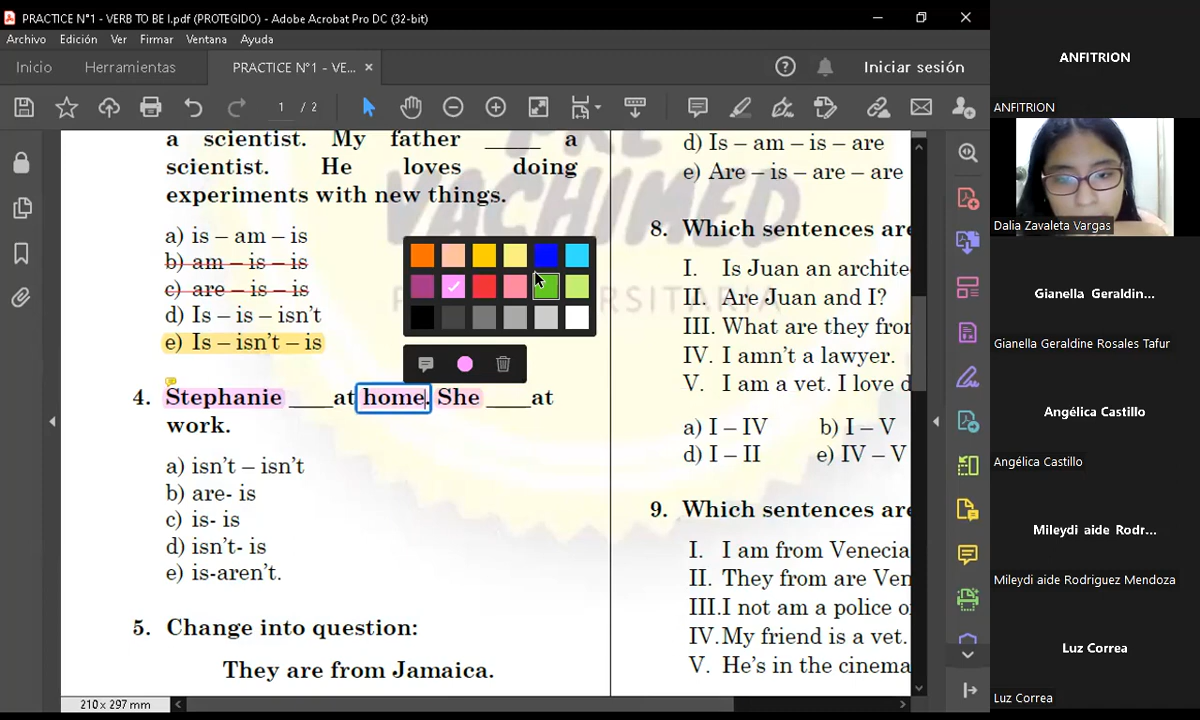 PRACTICE N°1 - VERB TO BE I.pdf (PROTEGIDO) - Adobe Acrobat Pro DC (32-bit)
Archivo Edición Ver Firmar Ventana Ayuda
Inicio Herramientas PRACTICE N°1 - VE... × Iniciar sesión
1 / 2
a scientist. My father ____ a
scientist. He loves doing
experiments with new things.
a) is – am – is
b) am – is – is
c) are – is – is
d) Is – is – isn’t
e) Is – isn’t – is
4. Stephanie ____at home. She ____at
work.
a) isn’t – isn’t
b) are- is
c) is- is
d) isn’t- is
e) is-aren’t.
5. Change into question:
They are from Jamaica.
210 x 297 mm
d) Is – am – is – are
e) Are – is – are – are
8. Which sentences are
I. Is Juan an archite
II. Are Juan and I?
III. What are they from
IV. I amn’t a lawyer.
V. I am a vet. I love d
a) I – IV b) I – V
d) I – II e) IV – V
9. Which sentences are
I. I am from Venecia
II. They from are Ven
III.I not am a police o
IV.My friend is a vet.
V. He’s in the cinema
PRE
VACHIMED
ANFITRION
ANFITRION
Dalia Zavaleta Vargas
Gianella Geraldin...
Gianella Geraldine Rosales Tafur
Angélica Castillo
Angélica Castillo
Mileydi aide Rodr...
Mileydi aide Rodriguez Mendoza
Luz Correa
Luz Correa